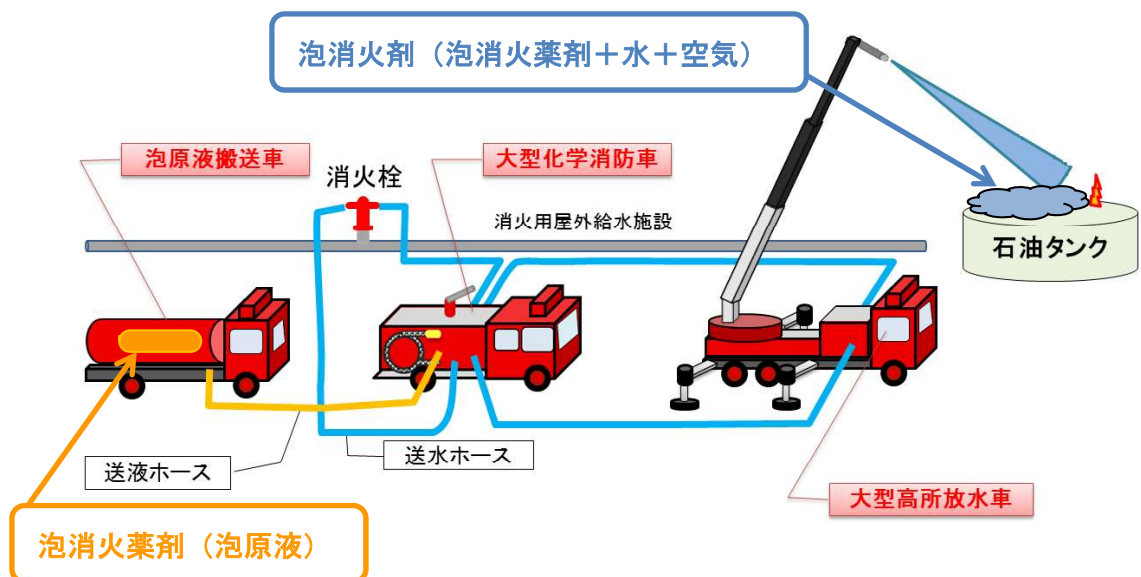 泡消火剤（泡消火薬剤＋水＋空気）
泡原液搬送車
大型化学消防車
消火栓
消火用屋外給水施設
石油タンク
送液ホース
送水ホース
大型高所放水車
泡消火薬剤（泡原液）